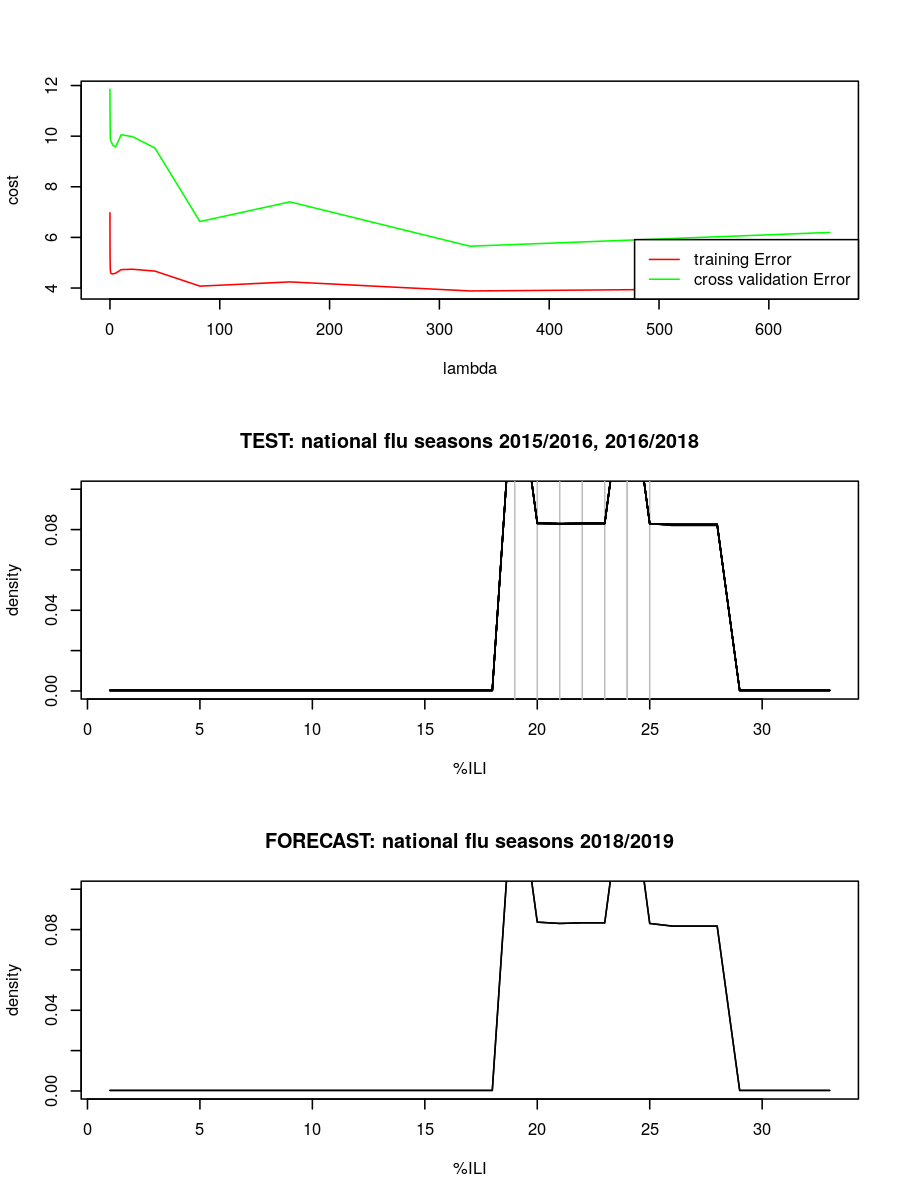 cost
12
10
8
6
4
training Error
cross validation Error
0 100 200 300 400 500 600
lambda
TEST: national flu seasons 2015/2016, 2016/2018
density
0.08
0.04
0.00
0 5 10 15 20 25 30
%ILI
FORECAST: national flu seasons 2018/2019
density
0.08
0.04
0.00
0 5 10 15 20 25 30
%ILI